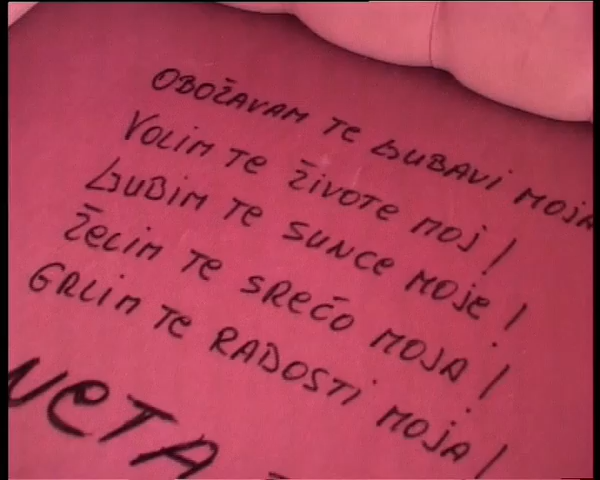 OBOŽAVAM TE LJUBAVI MOJA
VOLIM TE ŽIVOTE MOJ!
LJUBIM TE SUNCE MOJE!
ŽELIM TE SREĆO MOJA!
GRLIM TE RADOSTI MOJA!